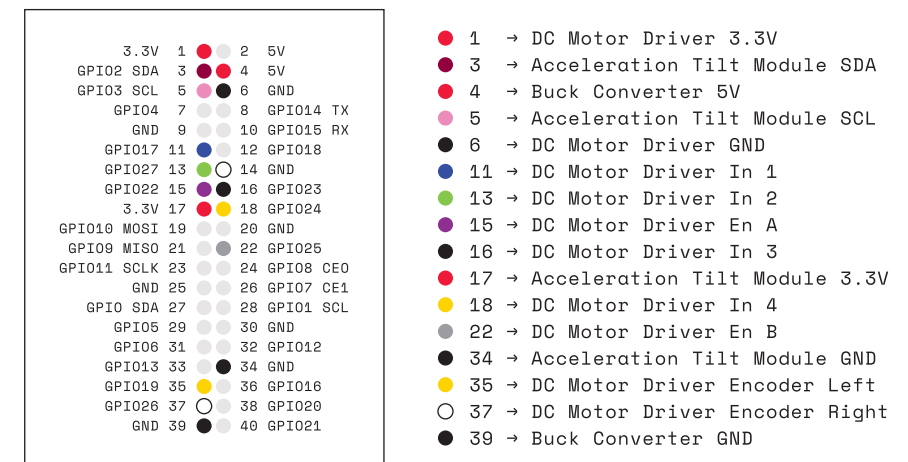 3.3V 1 2 5V
GPIO2 SDA 3 4 5V
GPIO3 SCL 5 6 GND
GPIO4 7 8 GPIO14 TX
GND 9 10 GPIO15 RX
GPIO17 11 12 GPIO18
GPIO27 13 14 GND
GPIO22 15 16 GPIO23
3.3V 17 18 GPIO24
GPIO10 MOSI 19 20 GND
GPIO9 MISO 21 22 GPIO25
GPIO11 SCLK 23 24 GPIO8 CEO
GND 25 26 GPIO7 CE1
GPIO SDA 27 28 GPIO1 SCL
GPIO5 29 30 GND
GPIO6 31 32 GPIO12
GPIO13 33 34 GND
GPIO19 35 36 GPIO16
GPIO26 37 38 GPIO20
GND 39 40 GPIO21
1 → DC Motor Driver 3.3V
3 → Acceleration Tilt Module SDA
4 → Buck Converter 5V
5 → Acceleration Tilt Module SCL
6 → DC Motor Driver GND
11 → DC Motor Driver In 1
13 → DC Motor Driver In 2
15 → DC Motor Driver En A
16 → DC Motor Driver In 3
17 → Acceleration Tilt Module 3.3V
18 → DC Motor Driver In 4
22 → DC Motor Driver En B
34 → Acceleration Tilt Module GND
35 → DC Motor Driver Encoder Left
37 → DC Motor Driver Encoder Right
39 → Buck Converter GND